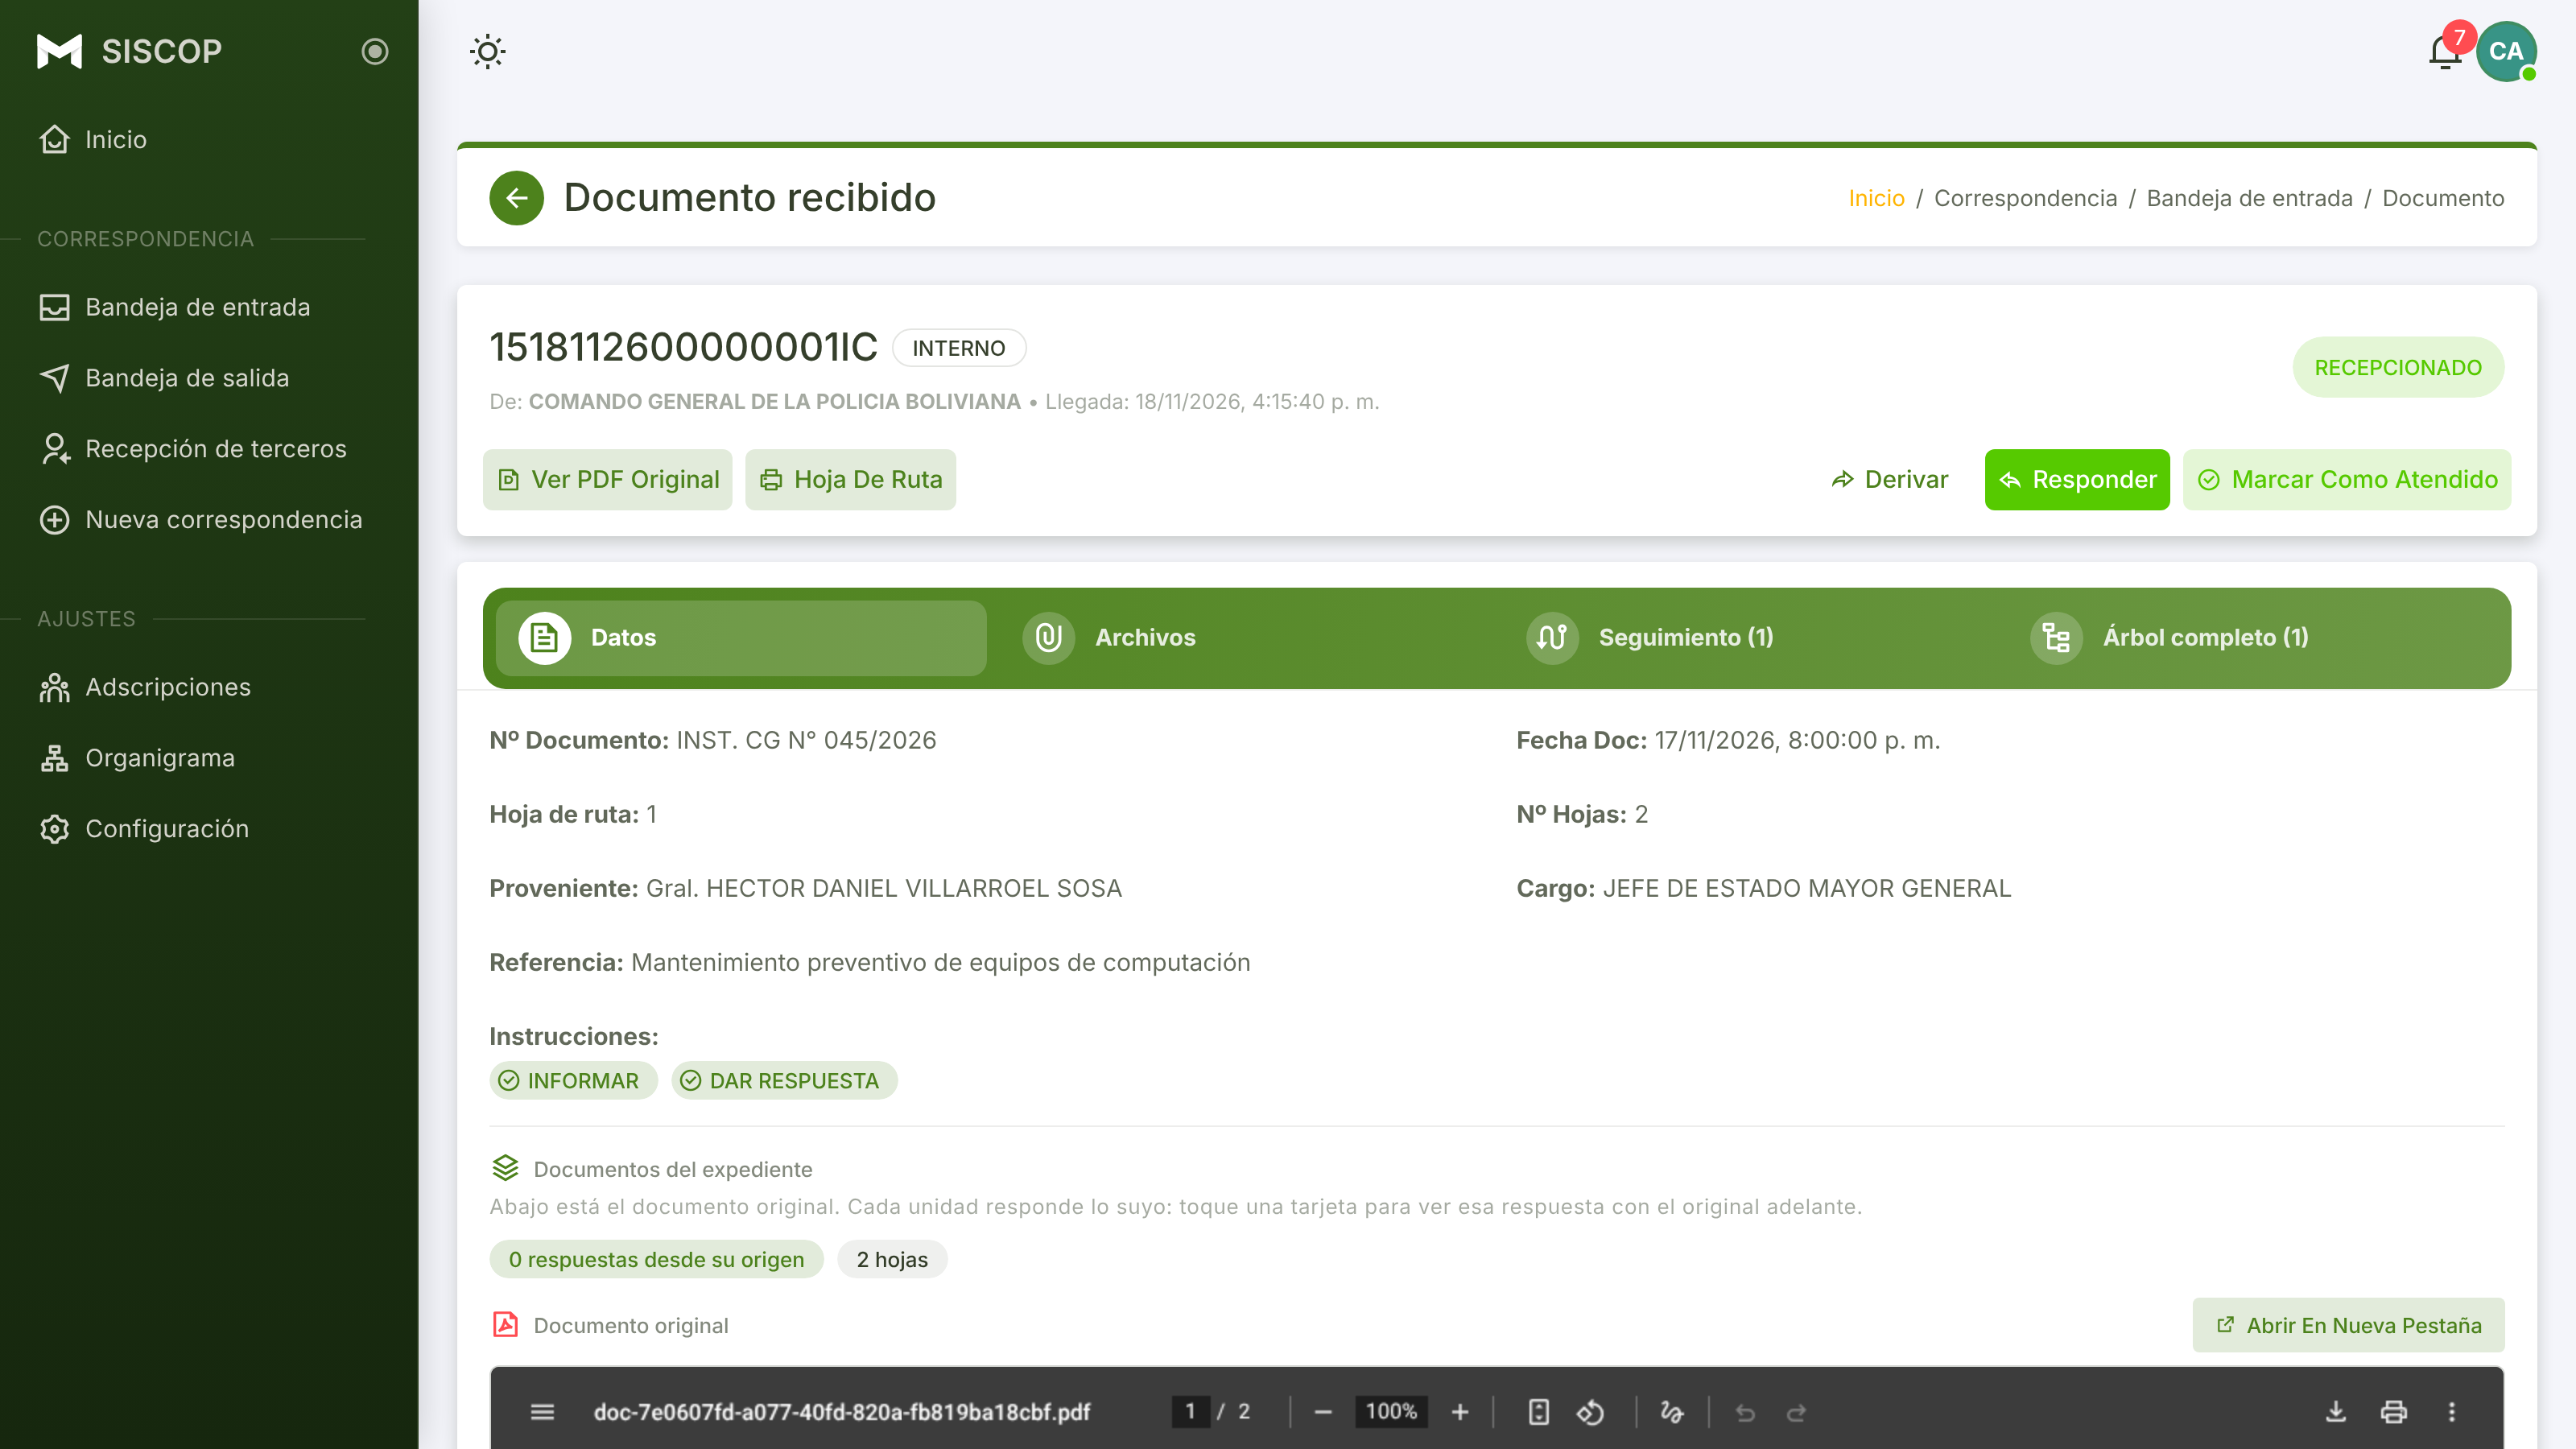 SISCOP
7
CA
Inicio
CORRESPONDENCIA
Bandeja de entrada
Bandeja de salida
Recepción de terceros
Nueva correspondencia
AJUSTES
Adscripciones
Organigrama
Configuración
Documento recibido
Inicio / Correspondencia / Bandeja de entrada / Documento
1518112600000001IC INTERNO
RECEPCIONADO
De: COMANDO GENERAL DE LA POLICIA BOLIVIANA • Llegada: 18/11/2026, 4:15:40 p. m.
Ver PDF Original Hoja De Ruta Derivar Responder Marcar Como Atendido
Datos Archivos Seguimiento (1) Árbol completo (1)
Nº Documento: INST. CG N° 045/2026 Fecha Doc: 17/11/2026, 8:00:00 p. m.
Hoja de ruta: 1 Nº Hojas: 2
Proveniente: Gral. HECTOR DANIEL VILLARROEL SOSA Cargo: JEFE DE ESTADO MAYOR GENERAL
Referencia: Mantenimiento preventivo de equipos de computación
Instrucciones:
INFORMAR DAR RESPUESTA
Documentos del expediente
Abajo está el documento original. Cada unidad responde lo suyo: toque una tarjeta para ver esa respuesta con el original adelante.
0 respuestas desde su origen 2 hojas
Documento original Abrir En Nueva Pestaña
doc-7e0607fd-a077-40fd-820a-fb819ba18cbf.pdf 1 / 2 100%